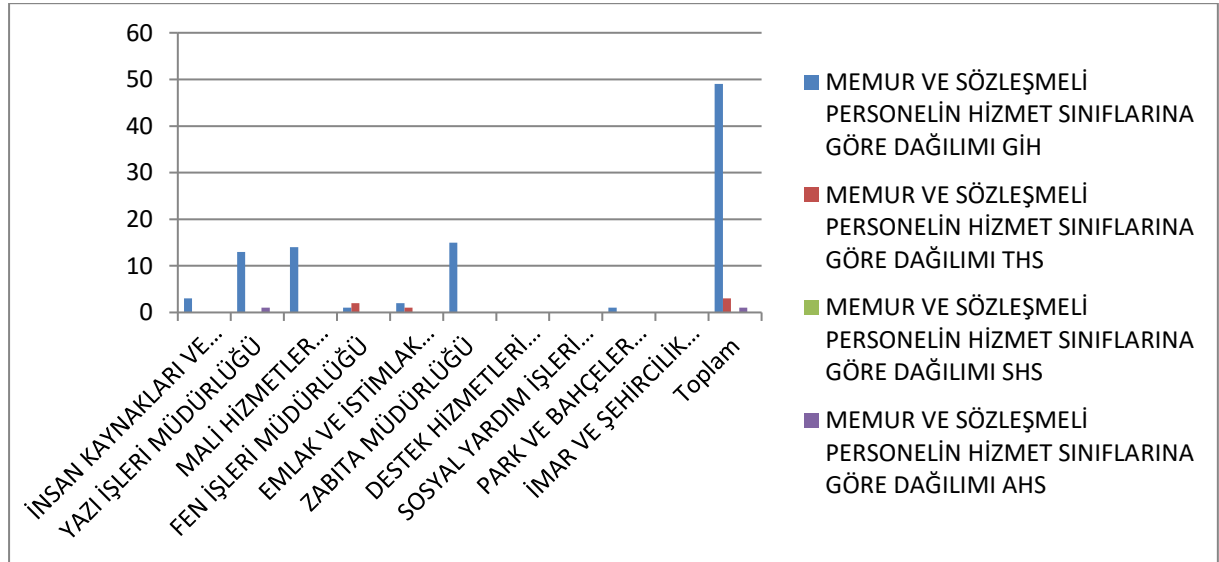 60
50
40
30
20
10
0
İNSAN KAYNAKLARI VE…
YAZI İŞLERİ MÜDÜRLÜĞÜ
MALİ HİZMETLER…
FEN İŞLERİ MÜDÜRLÜĞÜ
EMLAK VE İSTİMLAK…
ZABITA MÜDÜRLÜĞÜ
DESTEK HİZMETLERİ…
SOSYAL YARDIM İŞLERİ…
PARK VE BAHÇELER…
İMAR VE ŞEHİRCİLİK…
Toplam
MEMUR VE SÖZLEŞMELİ
PERSONELİN HİZMET SINIFLARINA
GÖRE DAĞILIMI GİH
MEMUR VE SÖZLEŞMELİ
PERSONELİN HİZMET SINIFLARINA
GÖRE DAĞILIMI THS
MEMUR VE SÖZLEŞMELİ
PERSONELİN HİZMET SINIFLARINA
GÖRE DAĞILIMI SHS
MEMUR VE SÖZLEŞMELİ
PERSONELİN HİZMET SINIFLARINA
GÖRE DAĞILIMI AHS